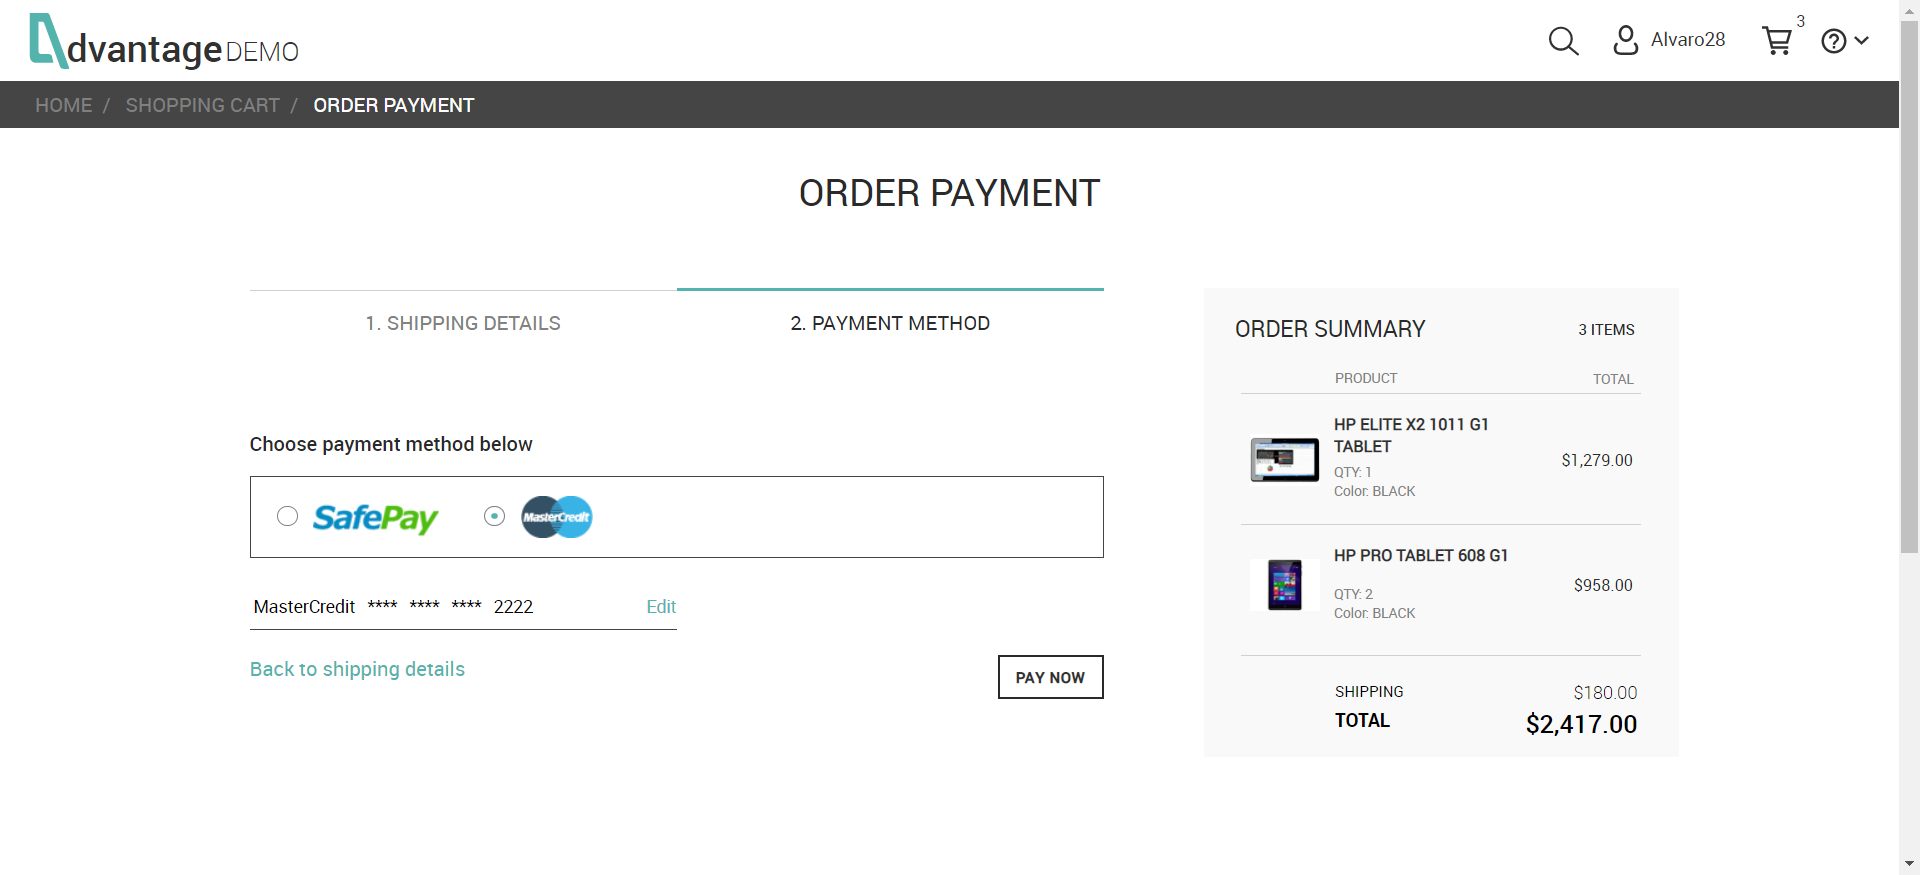 dvantage DEMO
Alvaro28
3
HOME / SHOPPING CART / ORDER PAYMENT
ORDER PAYMENT
1. SHIPPING DETAILS
2. PAYMENT METHOD
Choose payment method below
SafePay
MasterCredit
MasterCredit **** **** **** 2222
Edit
Back to shipping details
PAY NOW
ORDER SUMMARY
3 ITEMS
PRODUCT
TOTAL
HP ELITE X2 1011 G1
TABLET
QTY: 1
Color: BLACK
$1,279.00
HP PRO TABLET 608 G1
QTY: 2
Color: BLACK
$958.00
SHIPPING
$180.00
TOTAL
$2,417.00